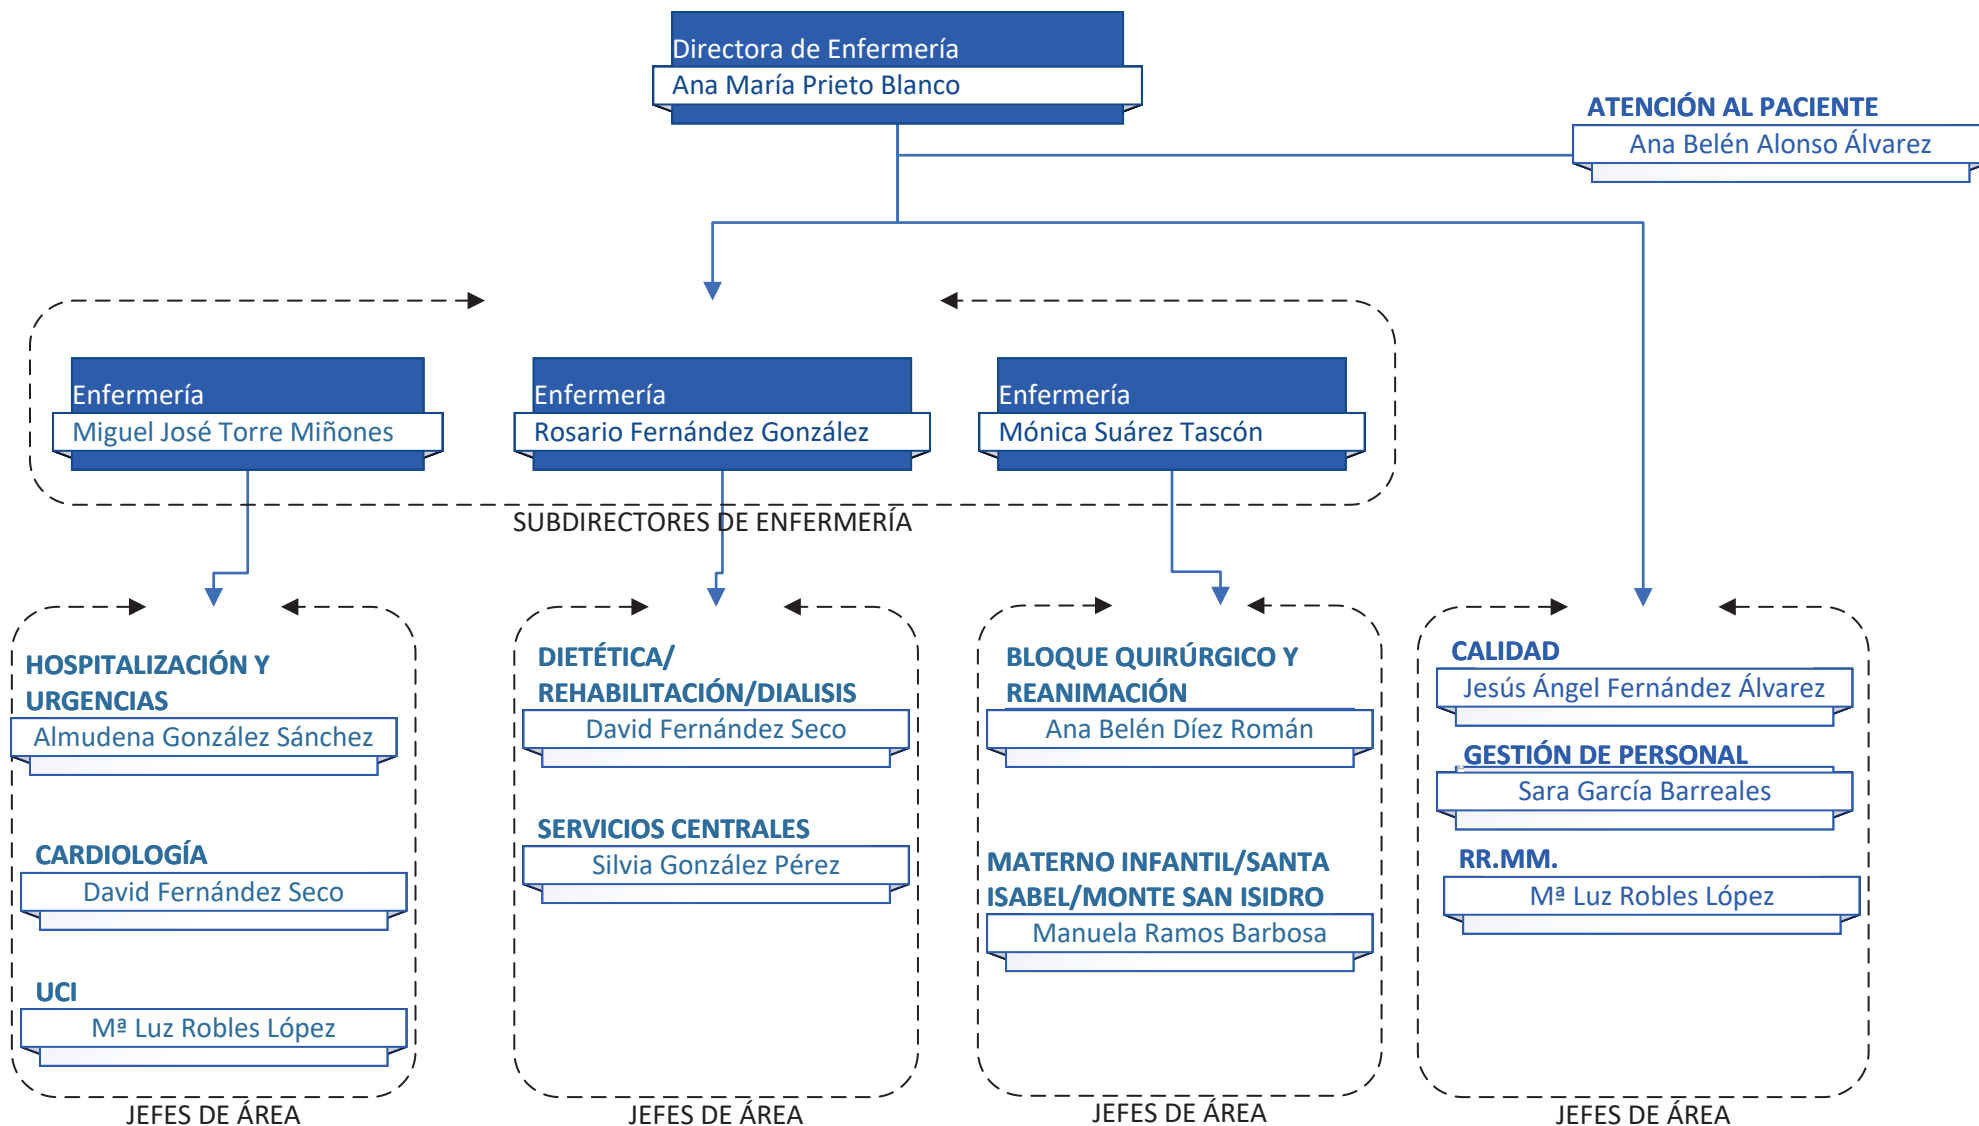 Directora de Enfermería
Ana María Prieto Blanco
ATENCIÓN AL PACIENTE
Ana Belén Alonso Álvarez
Enfermería
Miguel José Torre Miñones
Enfermería
Rosario Fernández González
Enfermería
Mónica Suárez Tascón
SUBDIRECTORES DE ENFERMERÍA
HOSPITALIZACIÓN Y
URGENCIAS
Almudena González Sánchez
CARDIOLOGÍA
David Fernández Seco
UCI
Mª Luz Robles López
JEFES DE ÁREA
DIETÉTICA/
REHABILITACIÓN/DIALISIS
David Fernández Seco
SERVICIOS CENTRALES
Silvia González Pérez
JEFES DE ÁREA
BLOQUE QUIRÚRGICO Y
REANIMACIÓN
Ana Belén Díez Román
MATERNO INFANTIL/SANTA
ISABEL/MONTE SAN ISIDRO
Manuela Ramos Barbosa
JEFES DE ÁREA
CALIDAD
Jesús Ángel Fernández Álvarez
GESTIÓN DE PERSONAL
Sara García Barreales
RR.MM.
Mª Luz Robles López
JEFES DE ÁREA